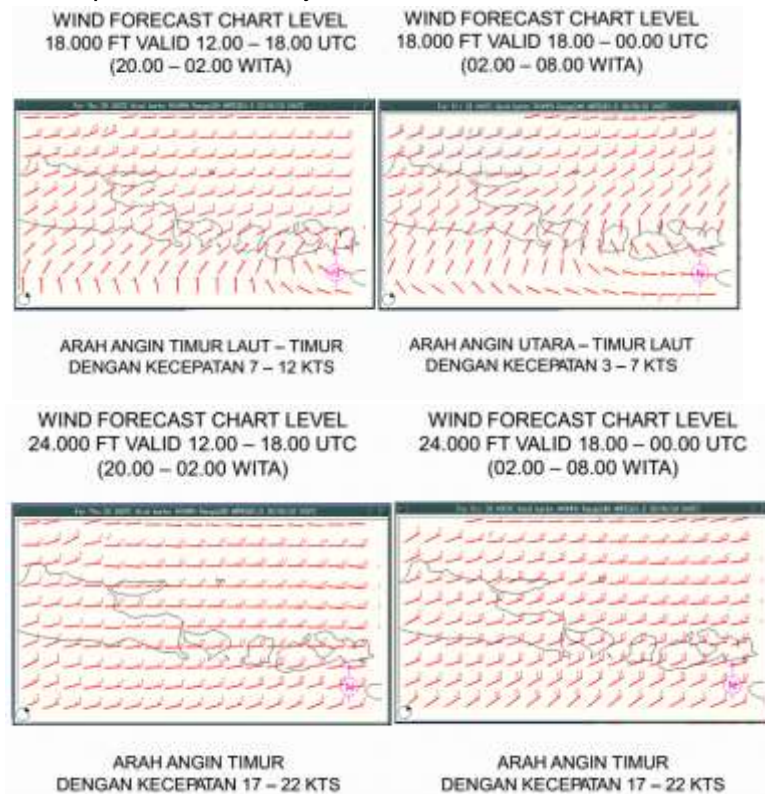 WIND FORECAST CHART LEVEL
18.000 FT VALID 12.00 – 18.00 UTC
(20.00 – 02.00 WITA)
WIND FORECAST CHART LEVEL
18.000 FT VALID 18.00 – 00.00 UTC
(02.00 – 08.00 WITA)
ARAH ANGIN TIMUR LAUT – TIMUR
DENGAN KECEPATAN 7 – 12 KTS
ARAH ANGIN UTARA – TIMUR LAUT
DENGAN KECEPATAN 3 – 7 KTS
WIND FORECAST CHART LEVEL
24.000 FT VALID 12.00 – 18.00 UTC
(20.00 – 02.00 WITA)
WIND FORECAST CHART LEVEL
24.000 FT VALID 18.00 – 00.00 UTC
(02.00 – 08.00 WITA)
ARAH ANGIN TIMUR
DENGAN KECEPATAN 17 – 22 KTS
ARAH ANGIN TIMUR
DENGAN KECEPATAN 17 – 22 KTS